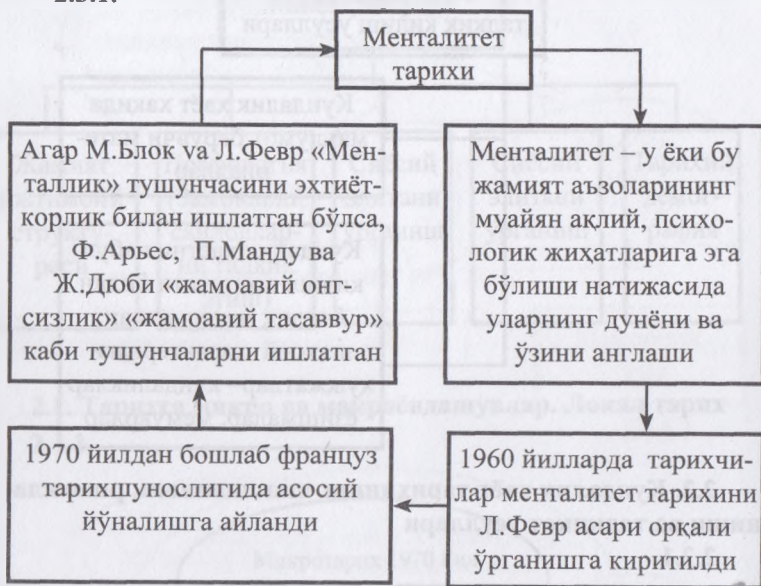 2.3.1.
Менталитет
тарихи
Агар М.Блок ва Л.Февр «Мен-
таллик» тушунчасини эхтиёт-
корлик билан ишлатган бўлса,
Ф.Арьес, П.Мандува
Ж.Дюби «жамоавий онг-
сизлик» «жамоавий тасаввур»
каби тушунчаларни ишлатган
Менталитет – у ёки бу
жамият аъзоларининг
муайян ақлий, психо-
логик жиҳатларига эга
бўлиши натижасида
уларнинг дунёни ва
ўзини англаши
1970 йилдан бошлаб француз
тарихшунослигида асосий
йўналишга айланди
1960 йилларда тарихчи-
лар менталитет тарихини
Л.Февр асари орқали
ўрганишга киритилди